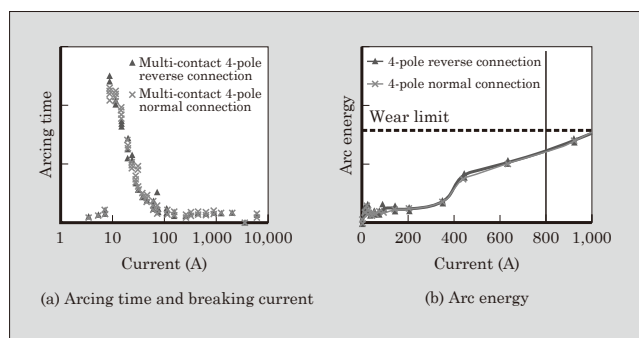 Multi-contact 4-pole
reverse connection
Multi-contact 4-pole
normal connection
Arcing time
1
10
100
1,000
10,000
Current (A)
(a) Arcing time and breaking current
4-pole reverse connection
4-pole normal connection
Wear limit
Arc energy
0
200
400
600
800
1,000
Current (A)
(b) Arc energy